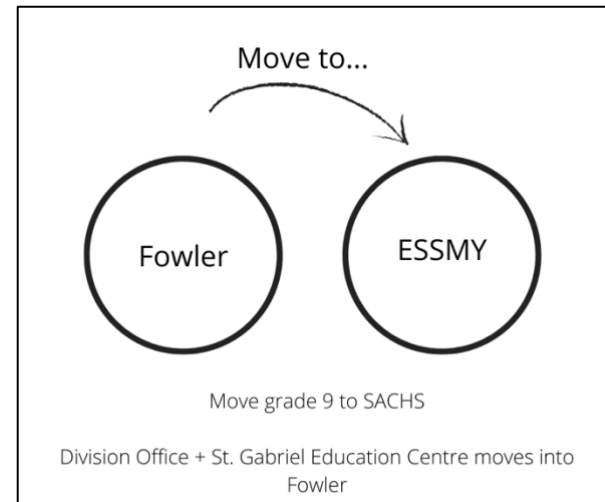 Move to...
Fowler
ESSMY
Move grade 9 to SACHS
Division Office + St. Gabriel Education Centre moves into
Fowler